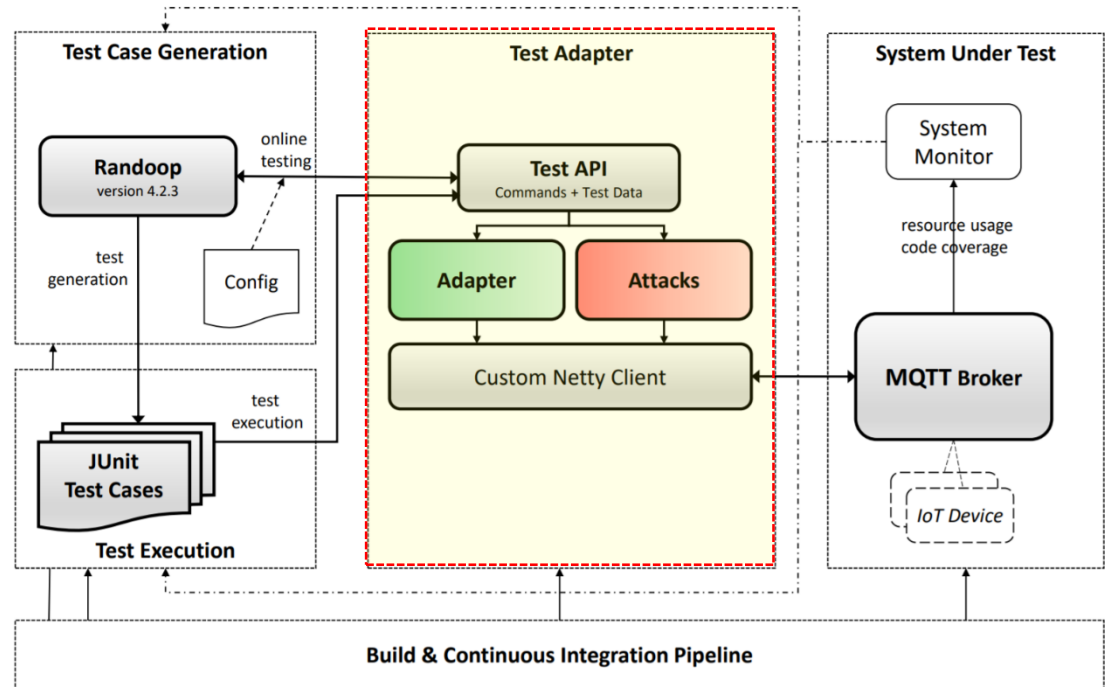 Test Case Generation
Randoop
version 4.2.3
online
testing
test
generation
Config
test
execution
JUnit
Test Cases
Test Execution
Test Adapter
Test API
Commands + Test Data
Adapter
Attacks
Custom Netty Client
System Under Test
System
Monitor
resource usage
code coverage
MQTT Broker
IoT Device
Build & Continuous Integration Pipeline